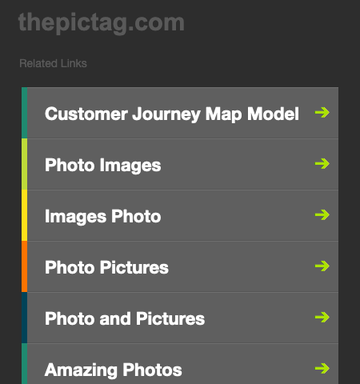 thepictag.com
Related Links
Customer Journey Map Model
Photo Images
Images Photo
Photo Pictures
Photo and Pictures
Amazing Photos